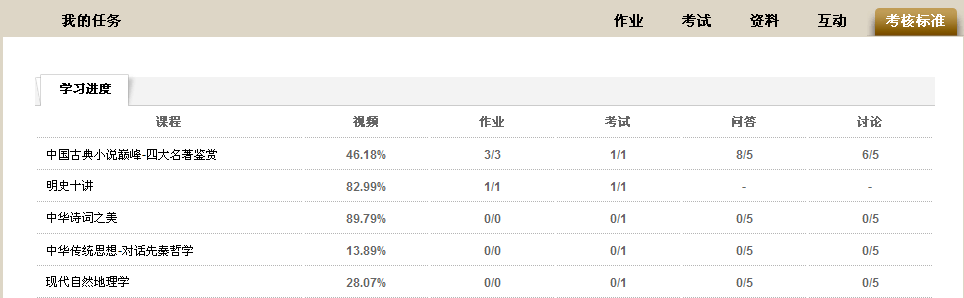 我的任务 作业 考试 资料 互动 考核标准
学习进度
课程 视频 作业 考试 问答 讨论
中国古典小说巅峰-四大名著鉴赏 46.18% 3/3 1/1 8/5 6/5
明史十讲 82.99% 1/1 1/1 - -
中华诗词之美 89.79% 0/0 0/1 0/5 0/5
中华传统思想-对话先秦哲学 13.89% 0/0 0/1 0/5 0/5
现代自然地理学 28.07% 0/0 0/1 0/5 0/5